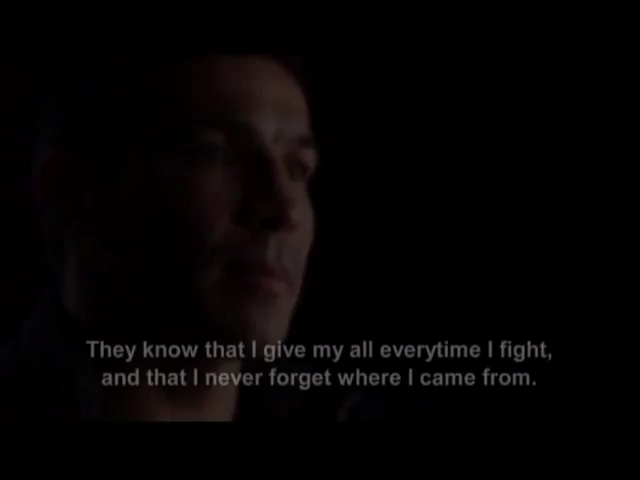 They know that I give my all everytime I fight,
and that I never forget where I came from.